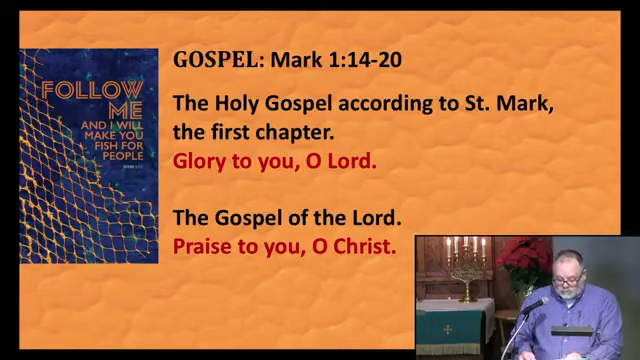 GOSPEL: Mark 1:14-20
The Holy Gospel according to St. Mark,
the first chapter.
Glory to you, O Lord.
The Gospel of the Lord.
Praise to you, O Christ.
FOLLOW
ME
AND I WILL
MAKE YOU
FISH FOR
PEOPLE